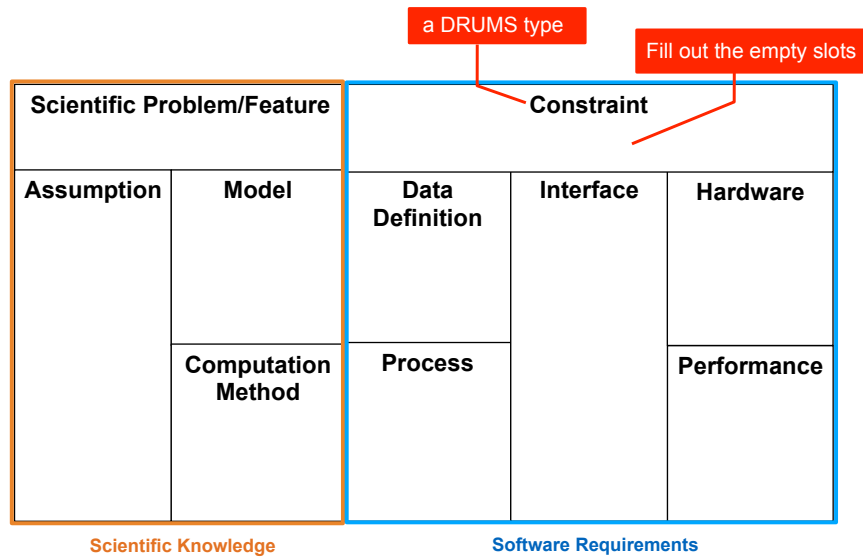 a DRUMS type
Fill out the empty slots
Scientific Problem/Feature
Constraint
Assumption
Model
Data
Definition
Interface
Hardware
Computation
Method
Process
Performance
Scientific Knowledge
Software Requirements